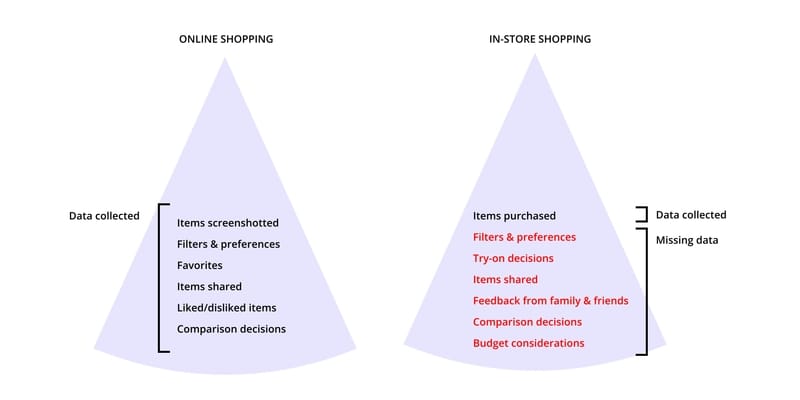 ONLINE SHOPPING
Data collected
Items screenshotted
Filters & preferences
Favorites
Items shared
Liked/disliked items
Comparison decisions
IN-STORE SHOPPING
Items purchased
Filters & preferences
Try-on decisions
Items shared
Feedback from family & friends
Comparison decisions
Budget considerations
Data collected
Missing data